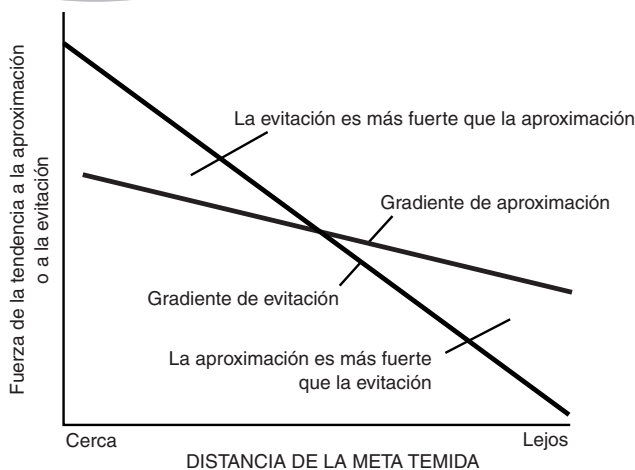 Fuerza de la tendencia a la aproximación
o a la evitación
La evitación es más fuerte que la aproximación
Gradiente de aproximación
Gradiente de evitación
La aproximación es más fuerte
que la evitación
Cerca
Lejos
DISTANCIA DE LA META TEMIDA